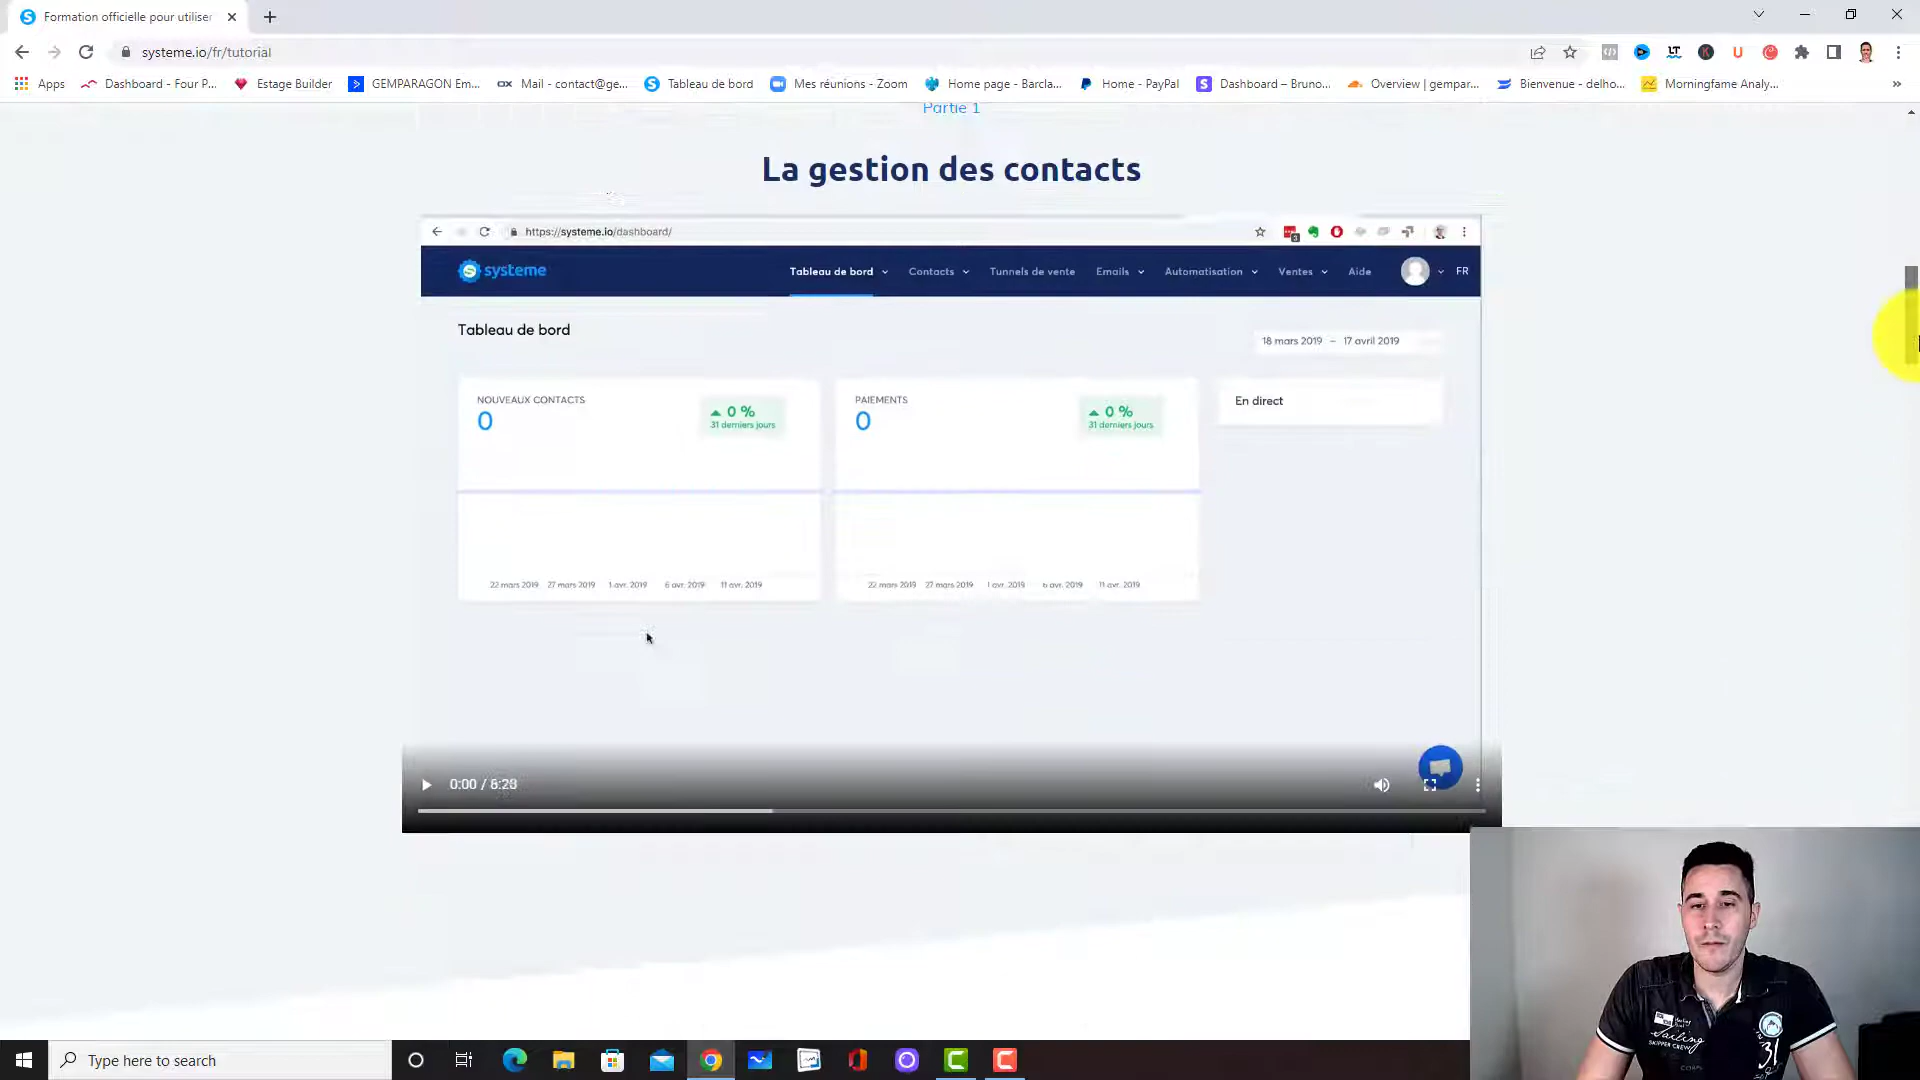 Formation officielle pour utiliser
systeme.io/fr/tutorial
Apps
Dashboard - Four P...
Estage Builder
GEMPARAGON Em...
Mail - contact@ge...
Tableau de bord
Mes réunions - Zoom
Home page - Barcla...
Home - PayPal
Dashboard – Bruno...
Overview | gempar...
Bienvenue - delho...
Morningfame Analy...
Partie 1
La gestion des contacts
https://systeme.io/dashboard/
systeme
Tableau de bord
Contacts
Tunnels de vente
Emails
Automatisation
Ventes
Aide
FR
Tableau de bord
18 mars 2019 – 17 avril 2019
NOUVEAUX CONTACTS
0
0 %
31 derniers jours
PAIEMENTS
0
0 %
31 derniers jours
En direct
22 mars 2019 27 mars 2019 1 avr. 2019 6 avr. 2019 11 avr. 2019
22 mars 2019 27 mars 2019 1 avr. 2019 6 avr. 2019 11 avr. 2019
0:00 /
Type here to search
Sailing
SKIPPER CREW
31